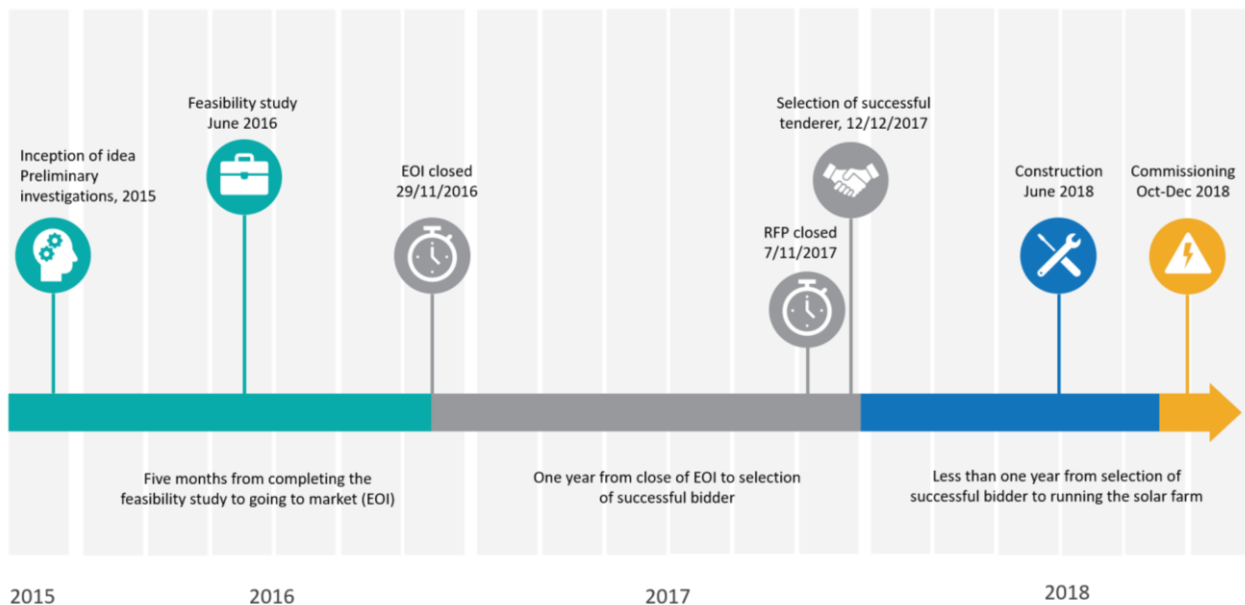 Inception of idea
Preliminary
investigations, 2015
Feasibility study
June 2016
EOI closed
29/11/2016
RFP closed
7/11/2017
Selection of successful
tenderer, 12/12/2017
Construction
June 2018
Commissioning
Oct-Dec 2018
Five months from completing the
feasibility study to going to market (EOI)
One year from close of EOI to selection
of successful bidder
Less than one year from selection of
successful bidder to running the solar farm
2015
2016
2017
2018